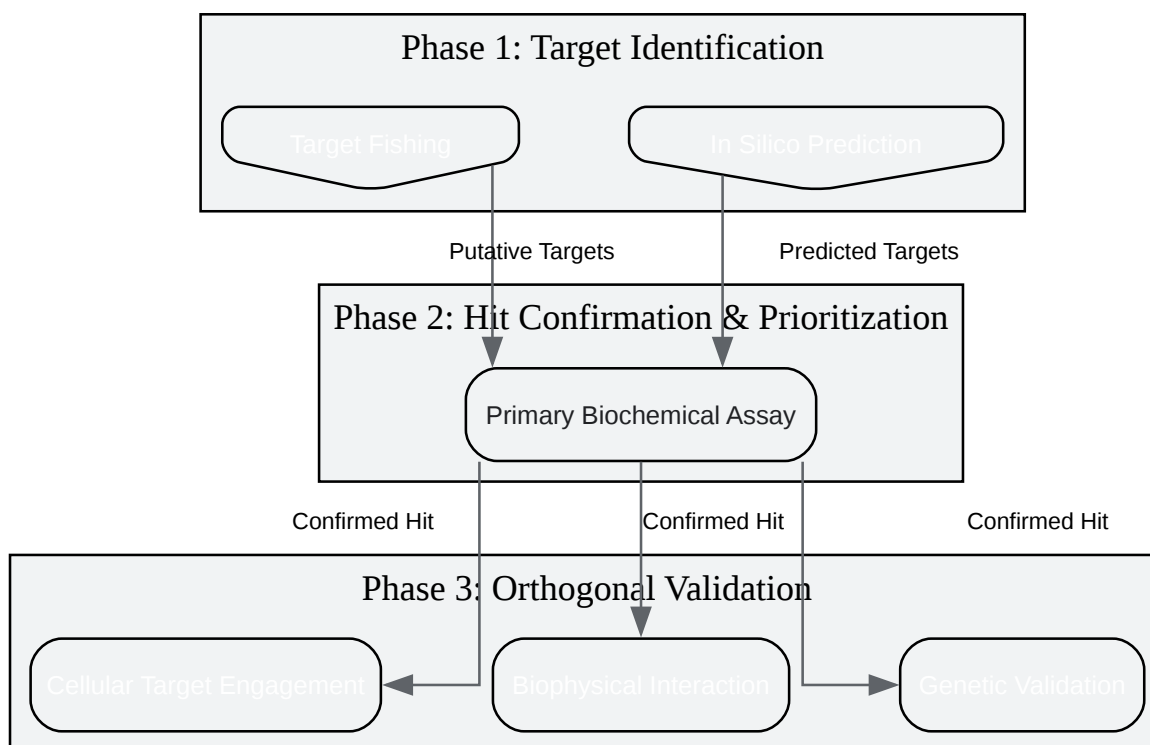 Phase 1: Target Identification
Target Fishing
In Silico Prediction
Putative Targets
Predicted Targets
Phase 2: Hit Confirmation & Prioritization
Primary Biochemical Assay
Confirmed Hit
Confirmed Hit
Confirmed Hit
Phase 3: Orthogonal Validation
Cellular Target Engagement
Biophysical Interaction
Genetic Validation